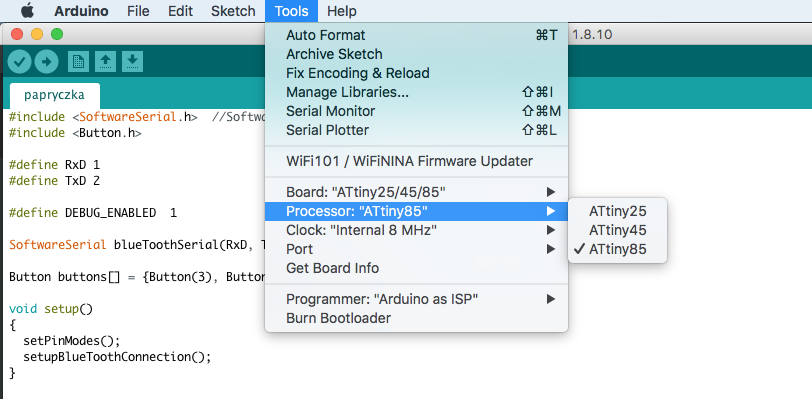 Arduino File Edit Sketch Tools Help
1.8.10
Auto Format ⌘T
Archive Sketch
Fix Encoding & Reload
Manage Libraries... ⇧⌘I
Serial Monitor ⇧⌘M
Serial Plotter ⇧⌘L
WiFi101 / WiFiNINA Firmware Updater
Board: "ATtiny25/45/85"
Processor: "ATtiny85"
Clock: "Internal 8 MHz"
Port
Get Board Info
Programmer: "Arduino as ISP"
Burn Bootloader
ATtiny25
ATtiny45
✓ ATtiny85
papryczka
#include <SoftwareSerial.h> //Softw
#include <Button.h>
#define RxD 1
#define TxD 2
#define DEBUG_ENABLED 1
SoftwareSerial blueToothSerial(RxD, T
Button buttons[] = {Button(3), Button
void setup()
{
setPinModes();
setupBlueToothConnection();
}